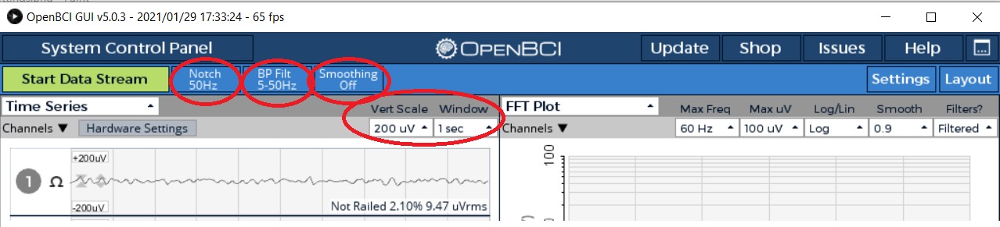 OpenBCI GUI v5.0.3 - 2021/01/29 17:33:24 - 65 fps
System Control Panel
OPENBCI
Update
Shop
Issues
Help
Start Data Stream
Notch
50Hz
BP Filt
5-50Hz
Smoothing
Off
Settings
Layout
Time Series
Vert Scale
Window
Channels ▼
Hardware Settings
200 uV
1 sec
+200uV
1
Ω
-200uV
Not Railed 2.10% 9.47 uVrms
FFT Plot
Max Freq
Max uV
Log/Lin
Smooth
Filters?
Channels ▼
60 Hz
100 uV
Log
0.9
Filtered
100